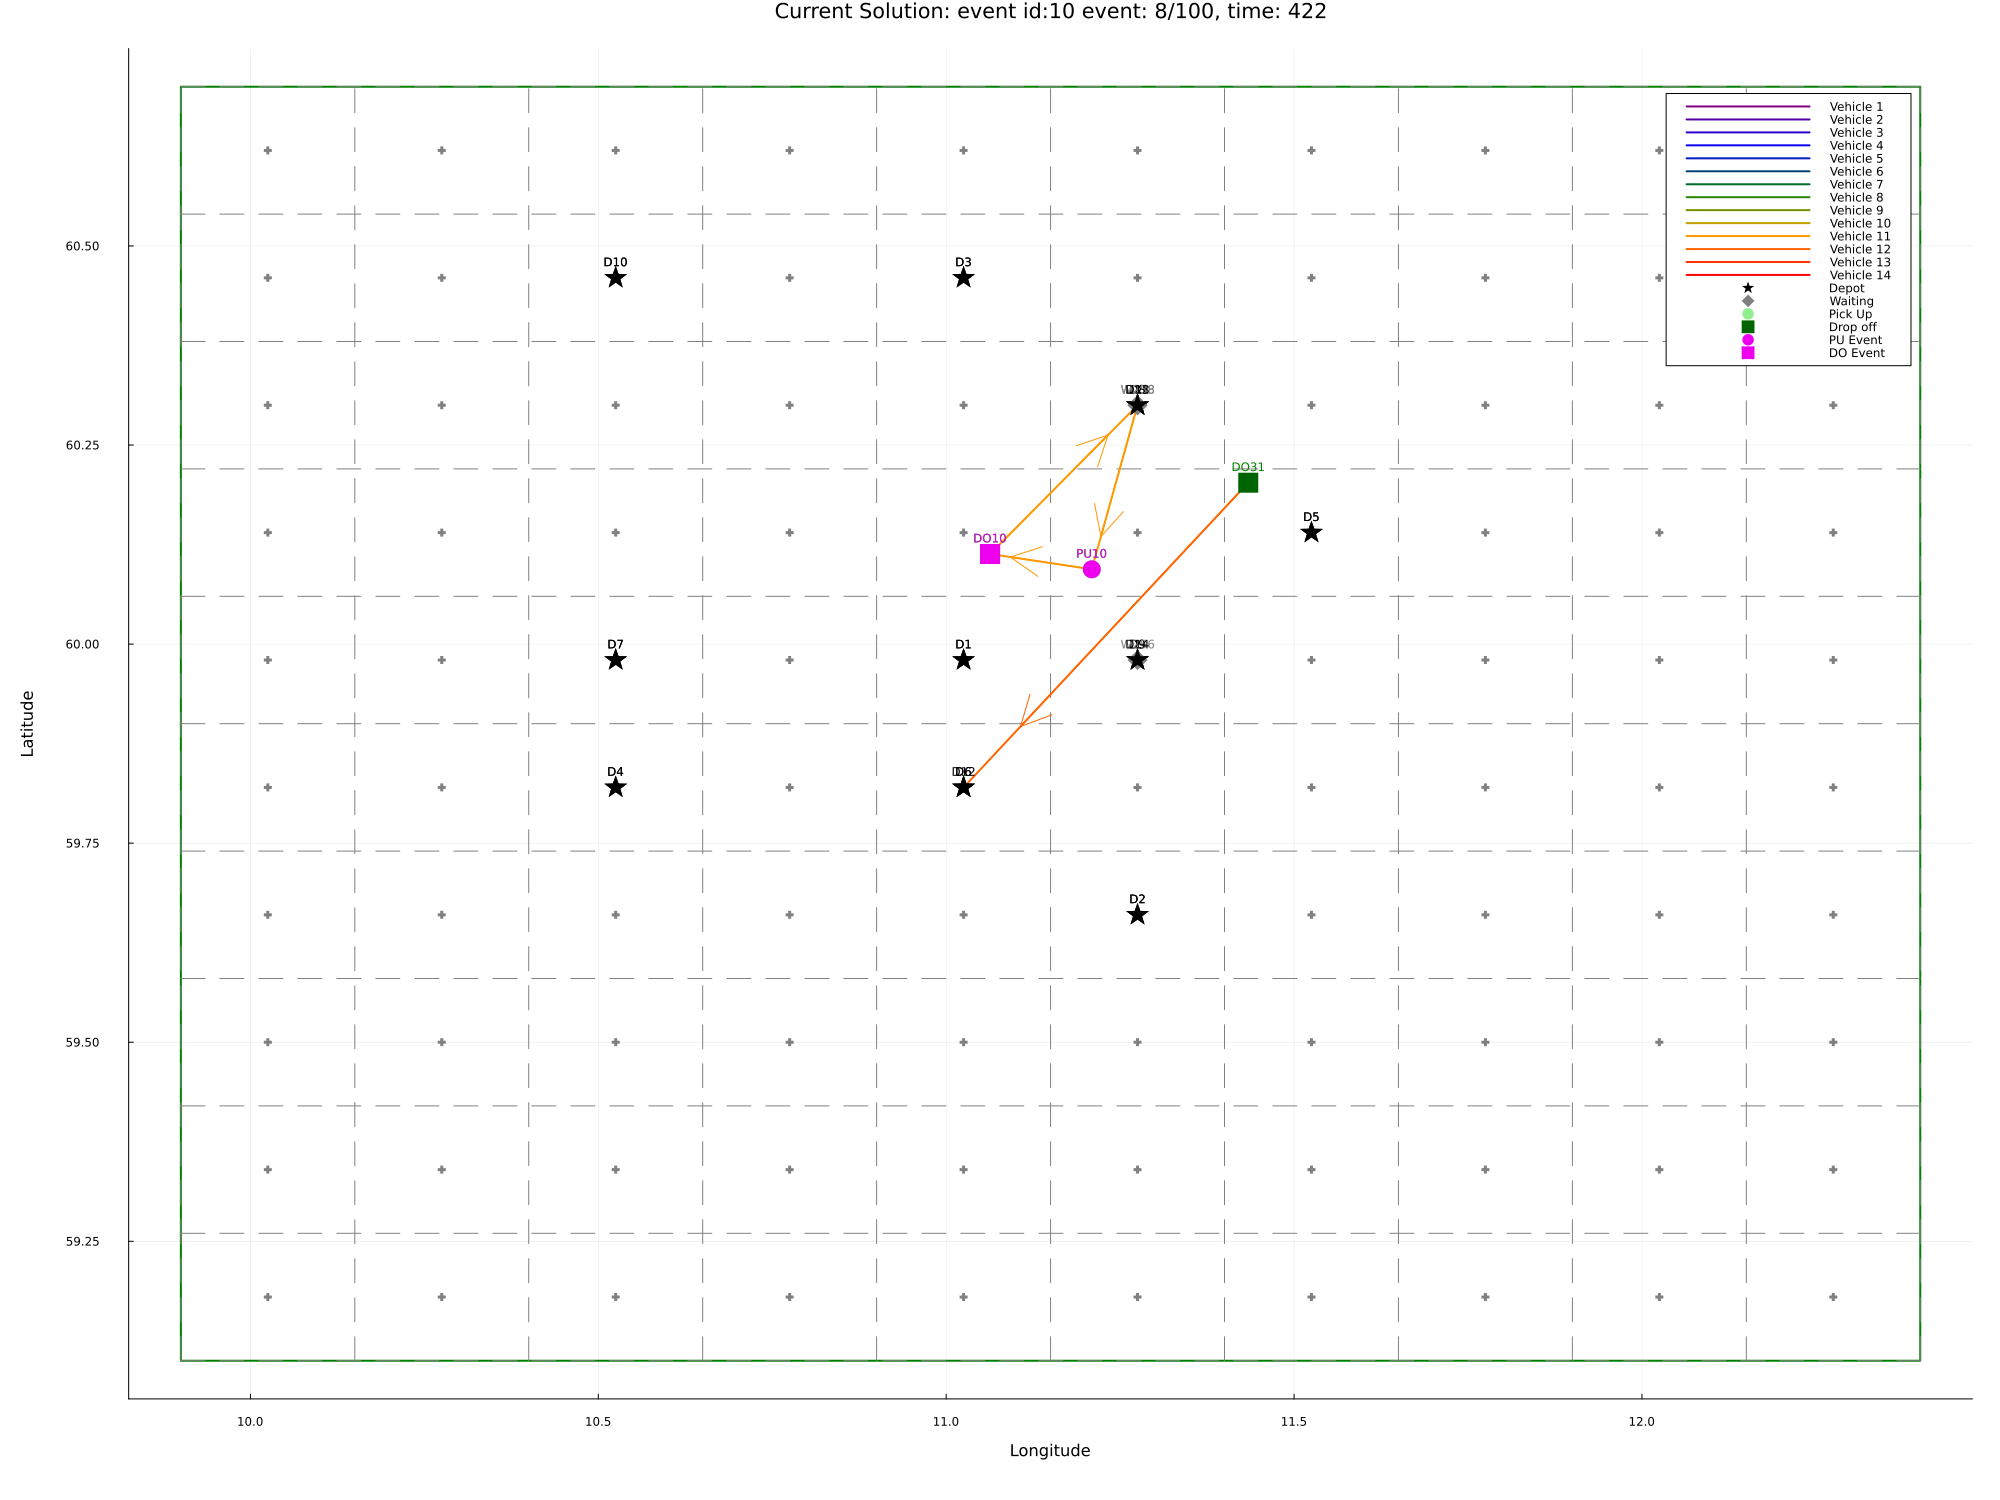 Current Solution: event id:10 event: 8/100, time: 422
Vehicle 1
Vehicle 2
Vehicle 3
Vehicle 4
Vehicle 5
Vehicle 6
Vehicle 7
Vehicle 8
Vehicle 9
Vehicle 10
Vehicle 11
Vehicle 12
Vehicle 13
Vehicle 14
Depot
Waiting
Pick Up
Drop off
PU Event
DO Event
60.50
D10
D3
60.25
DO31
D5
DO10
PU10
60.00
D7
D1
Latitude
D4
59.75
D2
59.50
59.25
10.0
10.5
11.0
11.5
12.0
Longitude